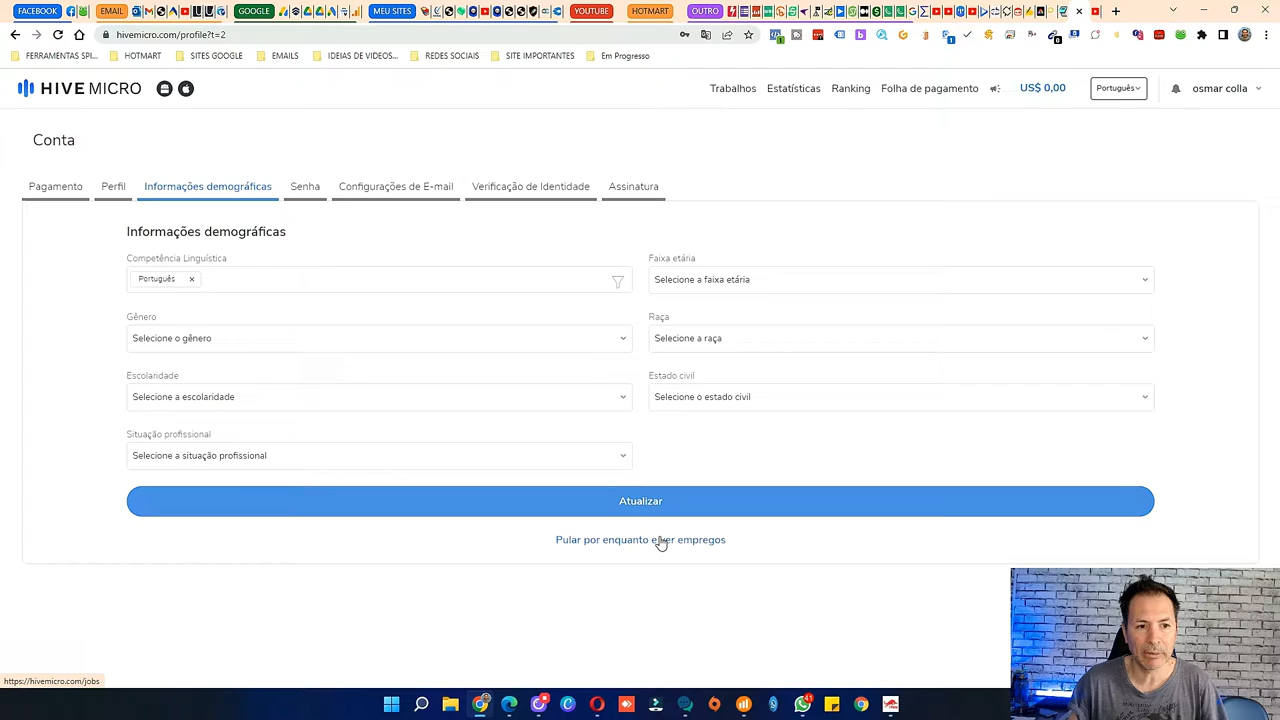 FACEBOOK EMAIL GOOGLE MEU SITES YOUTUBE HOTMART OUTRO
hivemicro.com/profile?t=2
FERRAMENTAS SPI... HOTMART SITES GOOGLE EMAILS IDEIAS DE VIDEOS... REDES SOCIAIS SITE IMPORTANTES Em Progresso
HIVE MICRO Trabalhos Estatísticas Ranking Folha de pagamento US$ 0,00 Português osmar colla
Conta
Pagamento Perfil Informações demográficas Senha Configurações de E-mail Verificação de Identidade Assinatura
Informações demográficas
Competência Linguística Faixa etária
Português × Selecione a faixa etária
Gênero Raça
Selecione o gênero Selecione a raça
Escolaridade Estado civil
Selecione a escolaridade Selecione o estado civil
Situação profissional
Selecione a situação profissional
Atualizar
Pular por enquanto e ver empregos
https://hivemicro.com/jobs
41